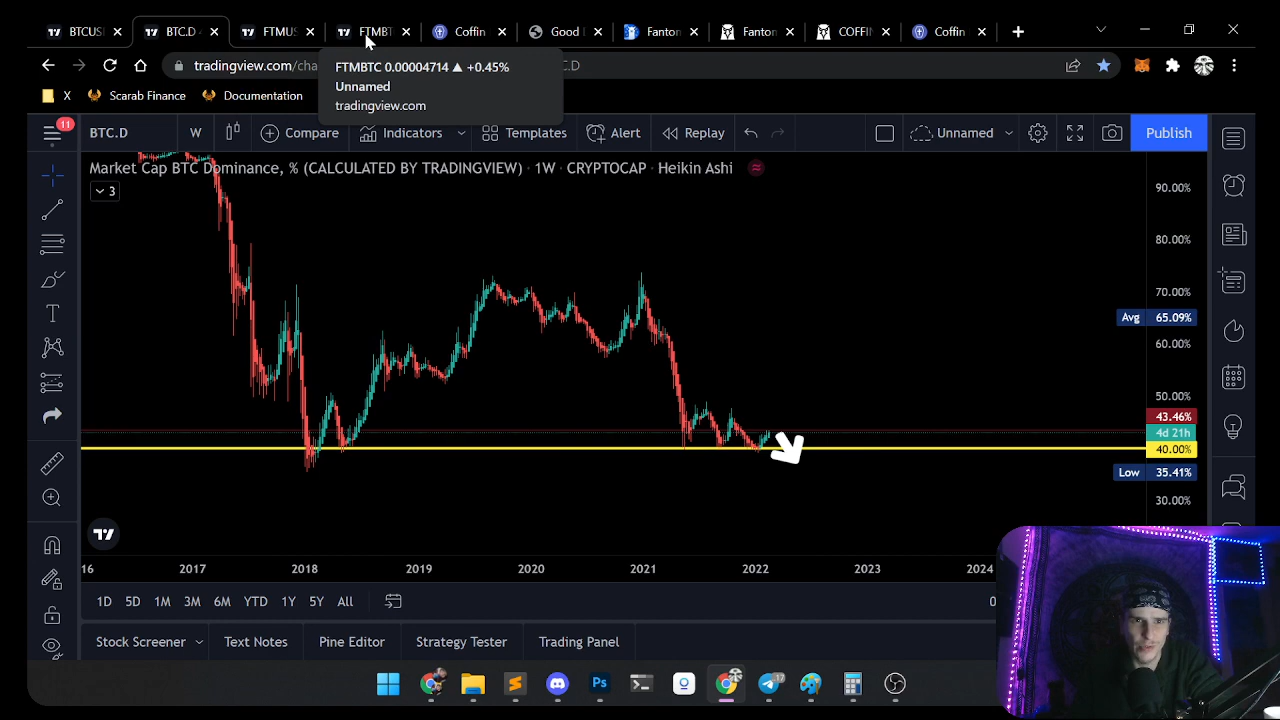 BTCUS
BTC.D
FTMUS
FTMBT
Coffin
Good
Fanton
Fanton
COFFIN
Coffin
tradingview.com/cha
C.D
FTMBTC 0.00004714 ▲ +0.45%
Unnamed
tradingview.com
X
Scarab Finance
Documentation
11
BTC.D
W
Compare
Indicators
Templates
Alert
Replay
Unnamed
Publish
Market Cap BTC Dominance, % (CALCULATED BY TRADINGVIEW) · 1W · CRYPTOCAP · Heikin Ashi
3
90.00%
80.00%
70.00%
Avg 65.09%
60.00%
50.00%
43.46%
4d 21h
40.00%
Low 35.41%
30.00%
16 2017 2018 2019 2020 2021 2022 2023 2024
1D 5D 1M 3M 6M YTD 1Y 5Y All
0
Stock Screener
Text Notes
Pine Editor
Strategy Tester
Trading Panel
Ps
17